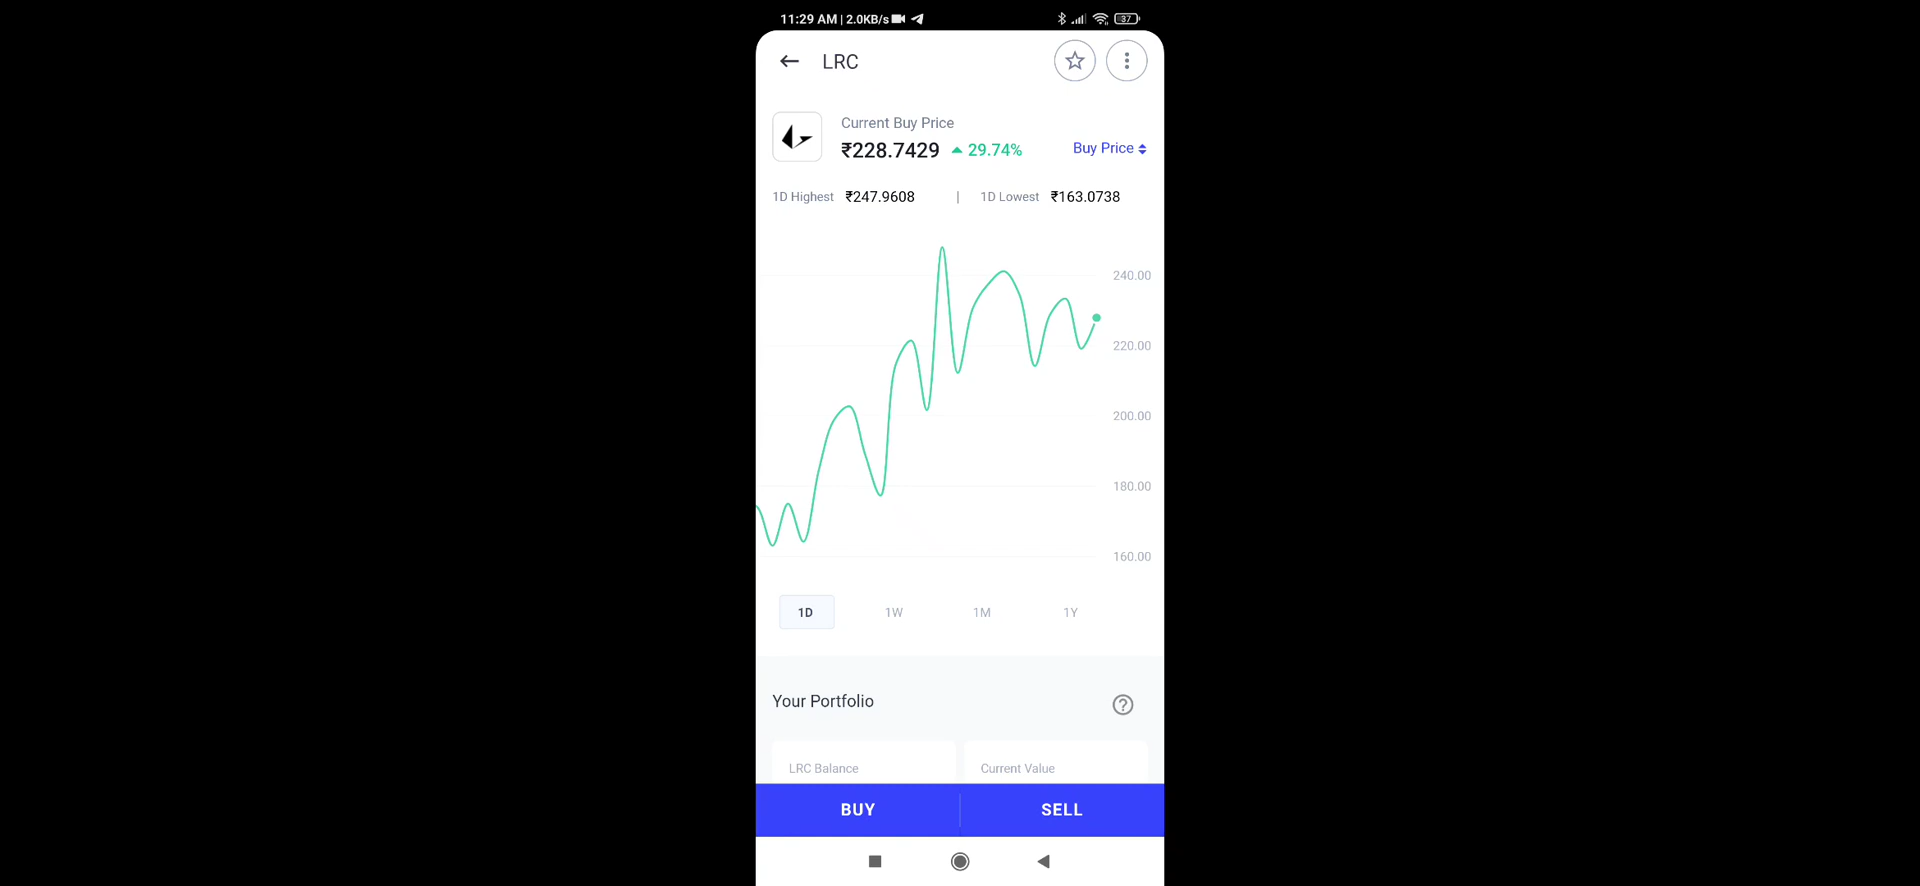 11:29 AM | 2.0KB/s
37
LRC
Current Buy Price
₹228.7429 29.74%
Buy Price
1D Highest ₹247.9608 | 1D Lowest ₹163.0738
240.00
220.00
200.00
180.00
160.00
1D 1W 1M 1Y
Your Portfolio ?
LRC Balance Current Value
BUY SELL